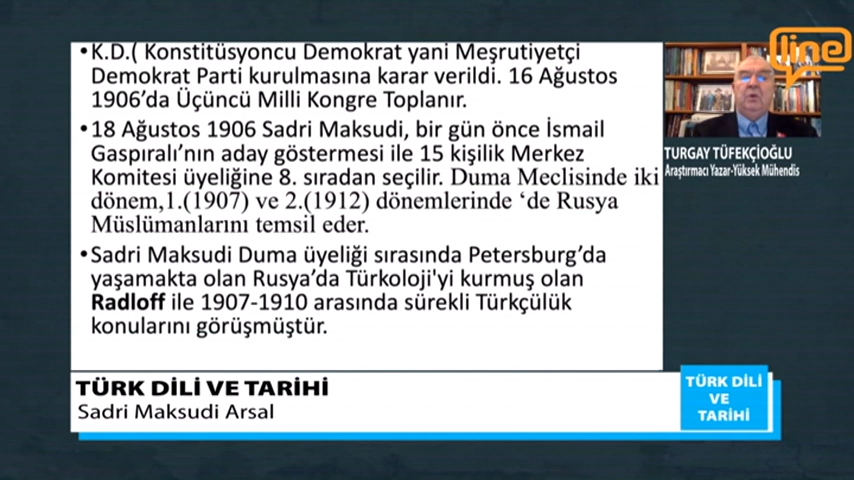 •K.D.( Konstitüsyoncu Demokrat yani Meşrutiyetçi
Demokrat Parti kurulmasına karar verildi. 16 Ağustos
1906’da Üçüncü Milli Kongre Toplanır.
•18 Ağustos 1906 Sadri Maksudi, bir gün önce İsmail
Gaspıralı’nın aday göstermesi ile 15 kişilik Merkez
Komitesi üyeliğine 8. sıradan seçilir. Duma Meclisinde iki
dönem,1.(1907) ve 2.(1912) dönemlerinde ‘de Rusya
Müslümanlarını temsil eder.
•Sadri Maksudi Duma üyeliği sırasında Petersburg’da
yaşamakta olan Rusya’da Türkoloji'yi kurmuş olan
Radloff ile 1907-1910 arasında sürekli Türkçülük
konularını görüşmüştür.
line
TURGAY TÜFEKÇİOĞLU
Araştırmacı Yazar-Yüksek Mühendis
TÜRK DİLİ VE TARİHİ
Sadri Maksudi Arsal
TÜRK DİLİ
VE
TARİHİ